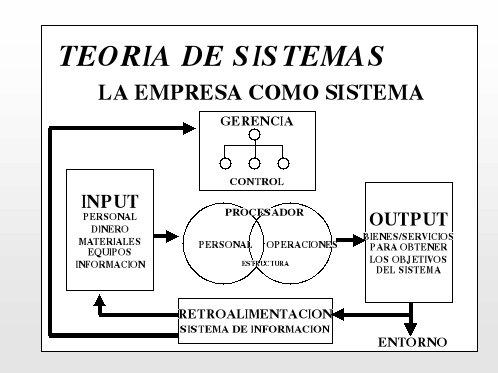 TEORIA DE SISTEMAS
LA EMPRESA COMO SISTEMA
GERENCIA
CONTROL
INPUT
PERSONAL
DINERO
MATERIALES
EQUIPOS
INFORMACION
PROCESADOR
PERSONAL
OPERACIONES
ESTRUCTURA
OUTPUT
BIENES/SERVICIOS
PARA OBTENER
LOS OBJETIVOS
DEL SISTEMA
RETROALIMENTACION
SISTEMA DE INFORMACION
ENTORNO